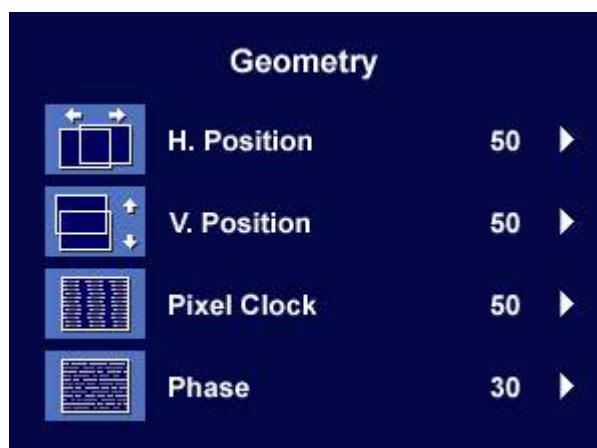 Geometry
H. Position 50
V. Position 50
Pixel Clock 50
Phase 30